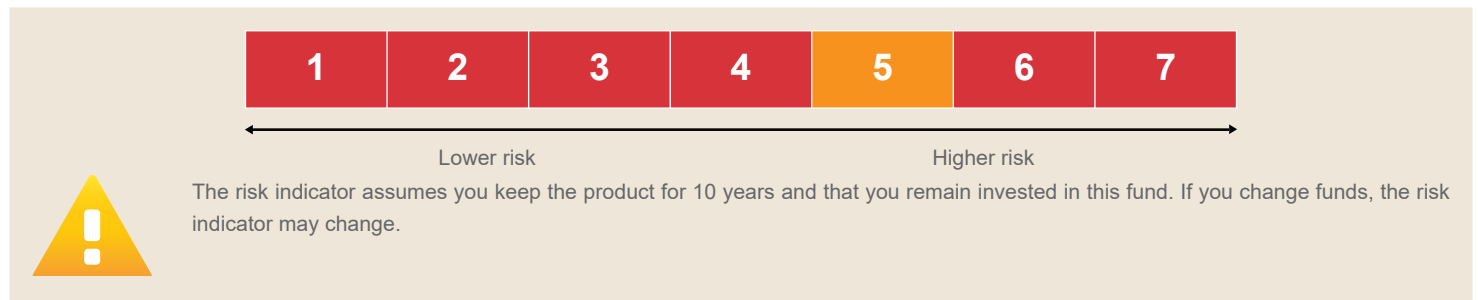 1 2 3 4 5 6 7
Lower risk Higher risk
The risk indicator assumes you keep the product for 10 years and that you remain invested in this fund. If you change funds, the risk
indicator may change.